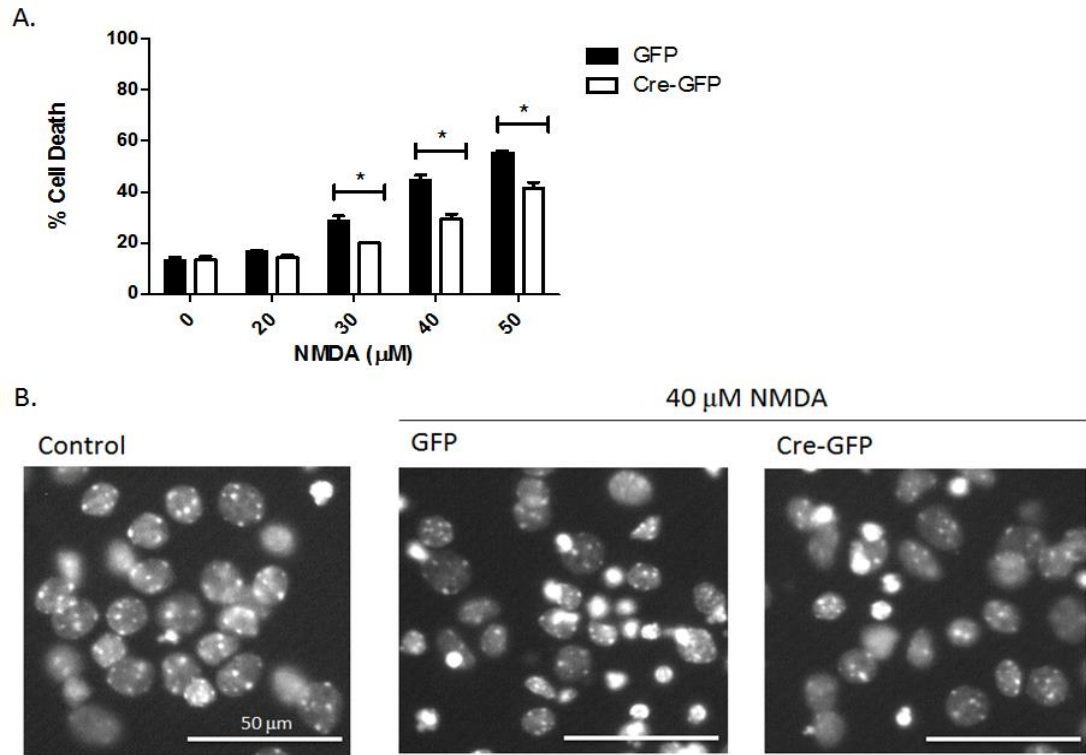 A.
100
80
60
40
20
0
% Cell Death
GFP
Cre-GFP
*
*
*
0
20
30
40
50
NMDA (μM)
B.
40 μM NMDA
Control
GFP
Cre-GFP
50 μm